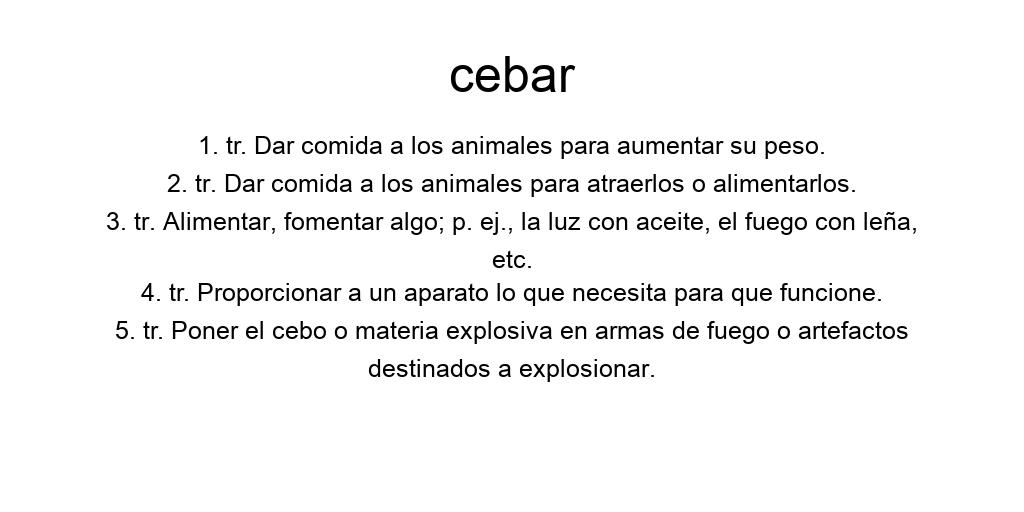 cebar
1. tr. Dar comida a los animales para aumentar su peso.
2. tr. Dar comida a los animales para atraerlos o alimentarlos.
3. tr. Alimentar, fomentar algo; p. ej., la luz con aceite, el fuego con leña,
etc.
4. tr. Proporcionar a un aparato lo que necesita para que funcione.
5. tr. Poner el cebo o materia explosiva en armas de fuego o artefactos
destinados a explosionar.